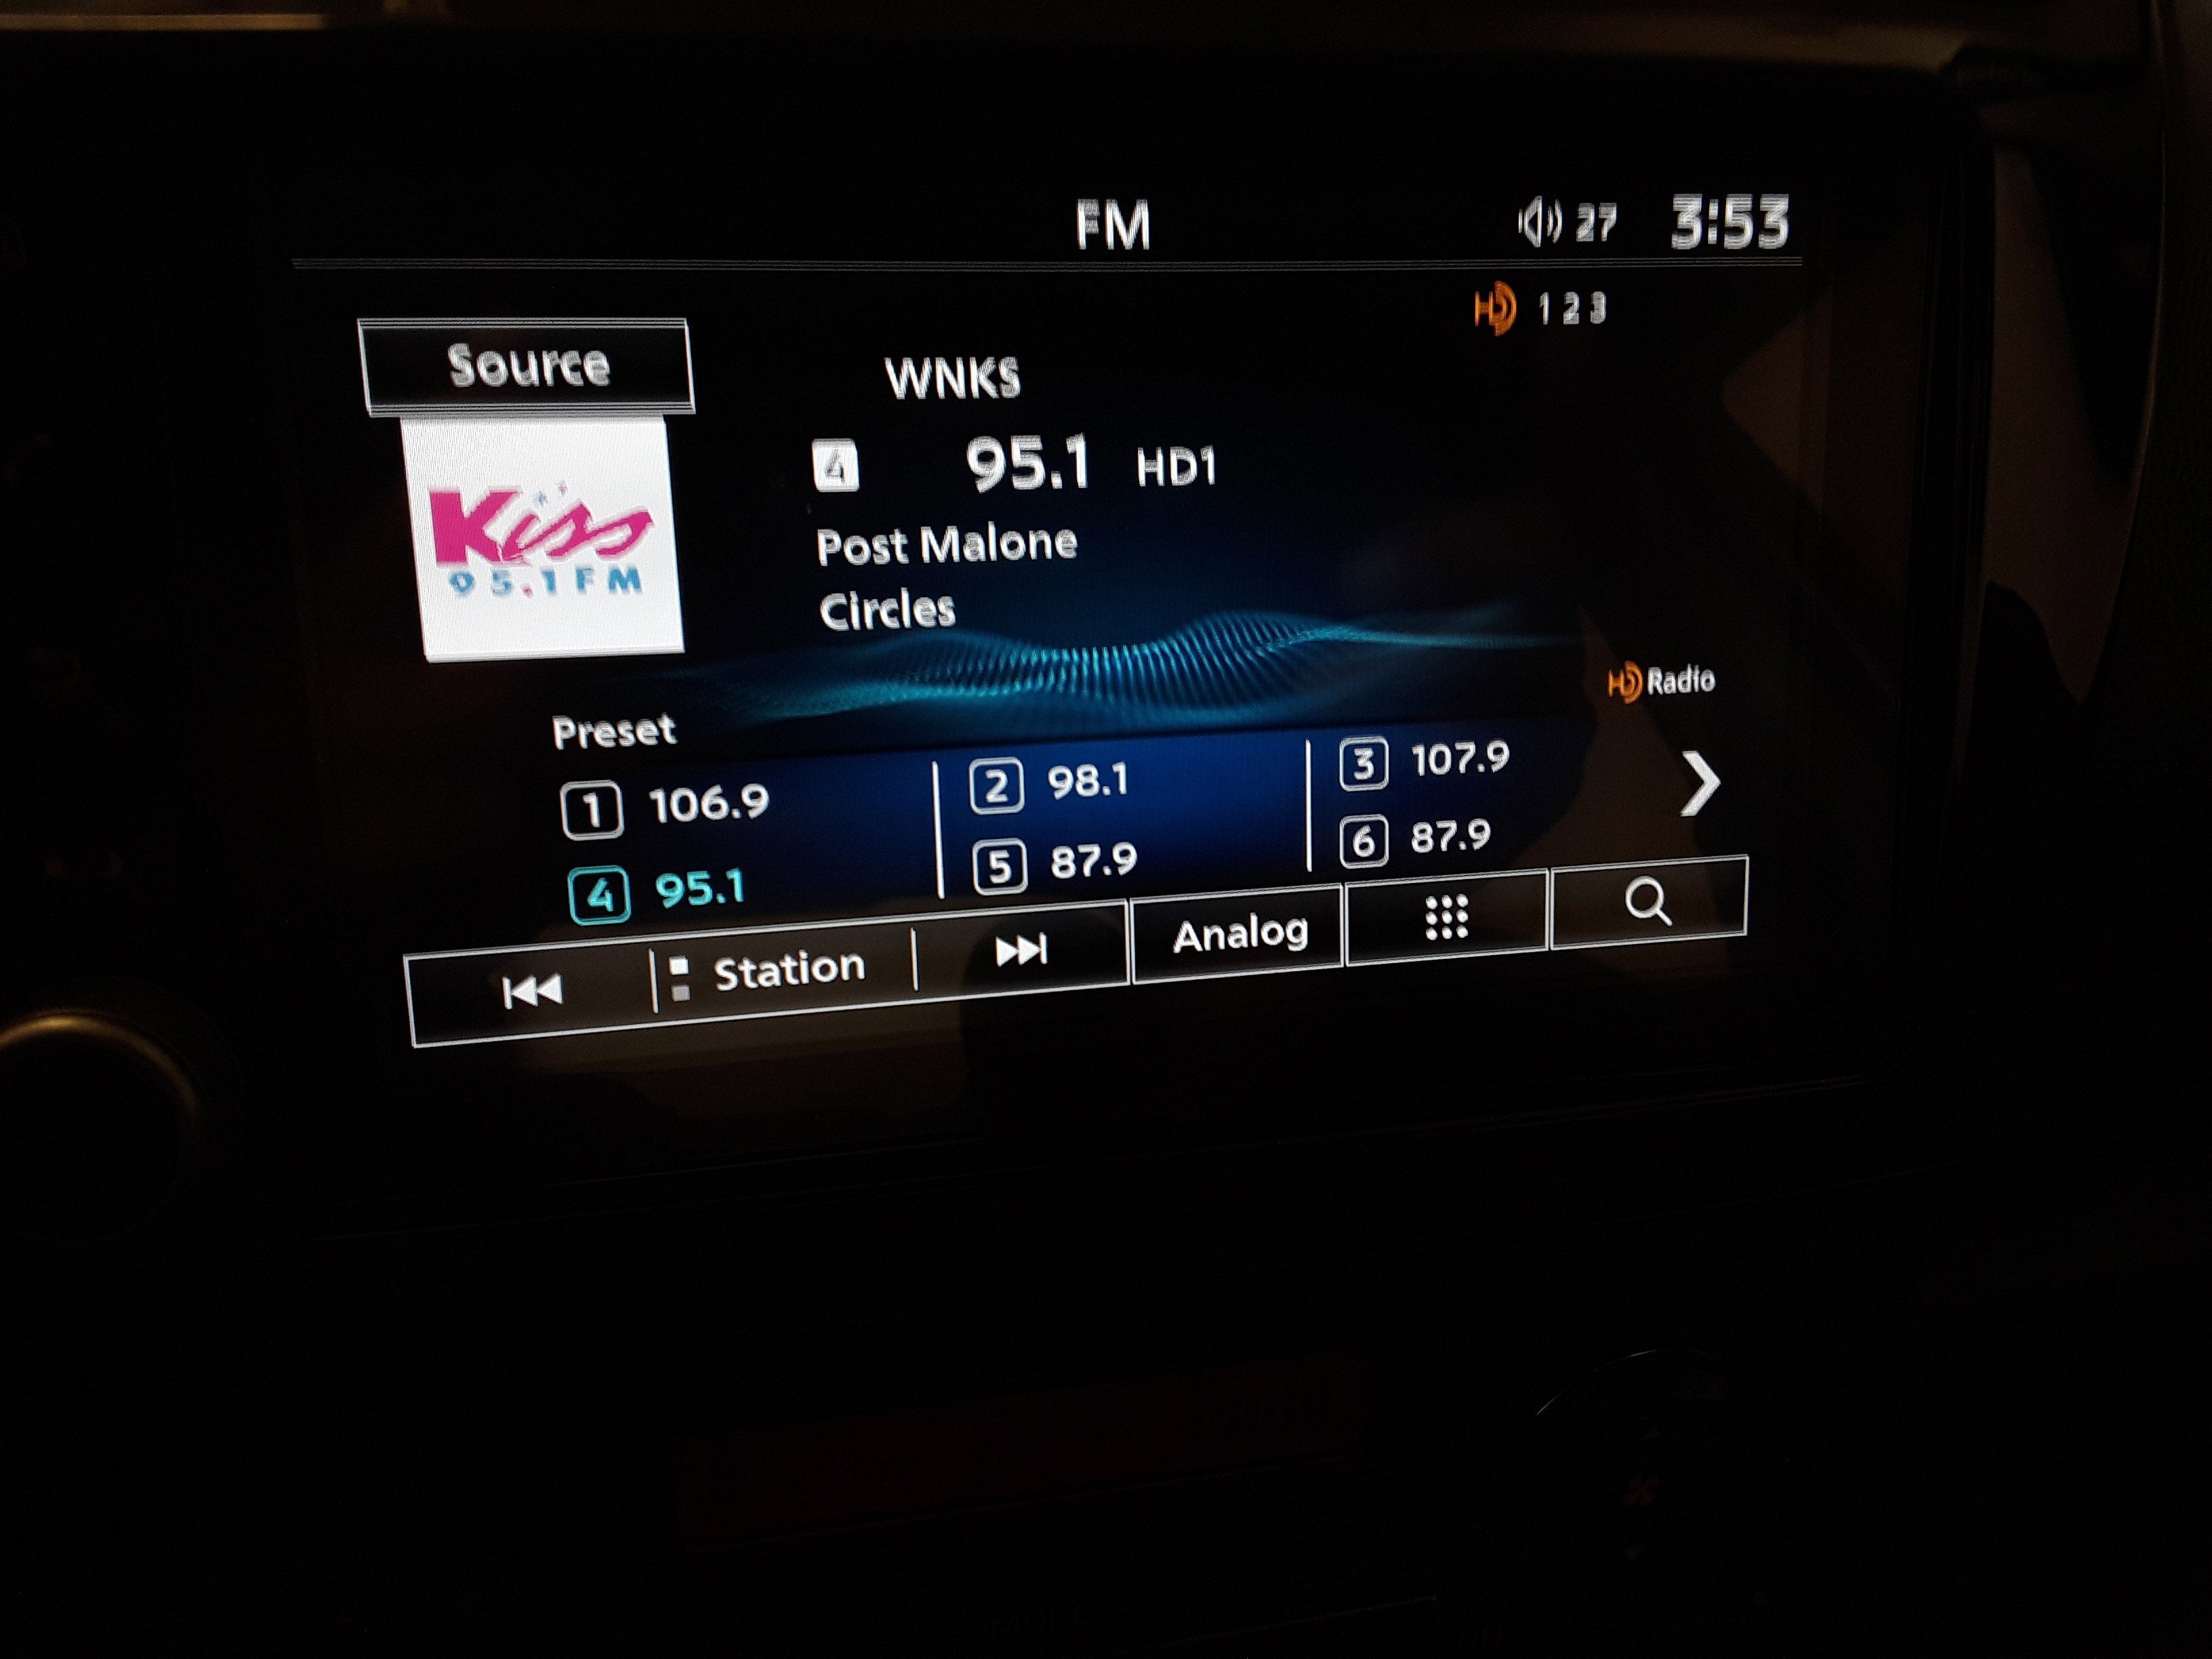 FM 27 3:53
HD 1 2 3
Source
WNKS
4 95.1 HD1
Kiss
95.1 FM
Post Malone
Circles
HD Radio
Preset
1 106.9 2 98.1 3 107.9
4 95.1 5 87.9 6 87.9
Station Analog